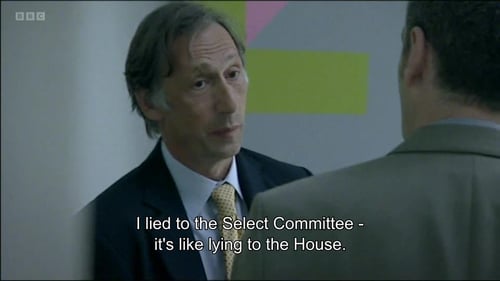 BBC
I lied to the Select Committee -
it's like lying to the House.